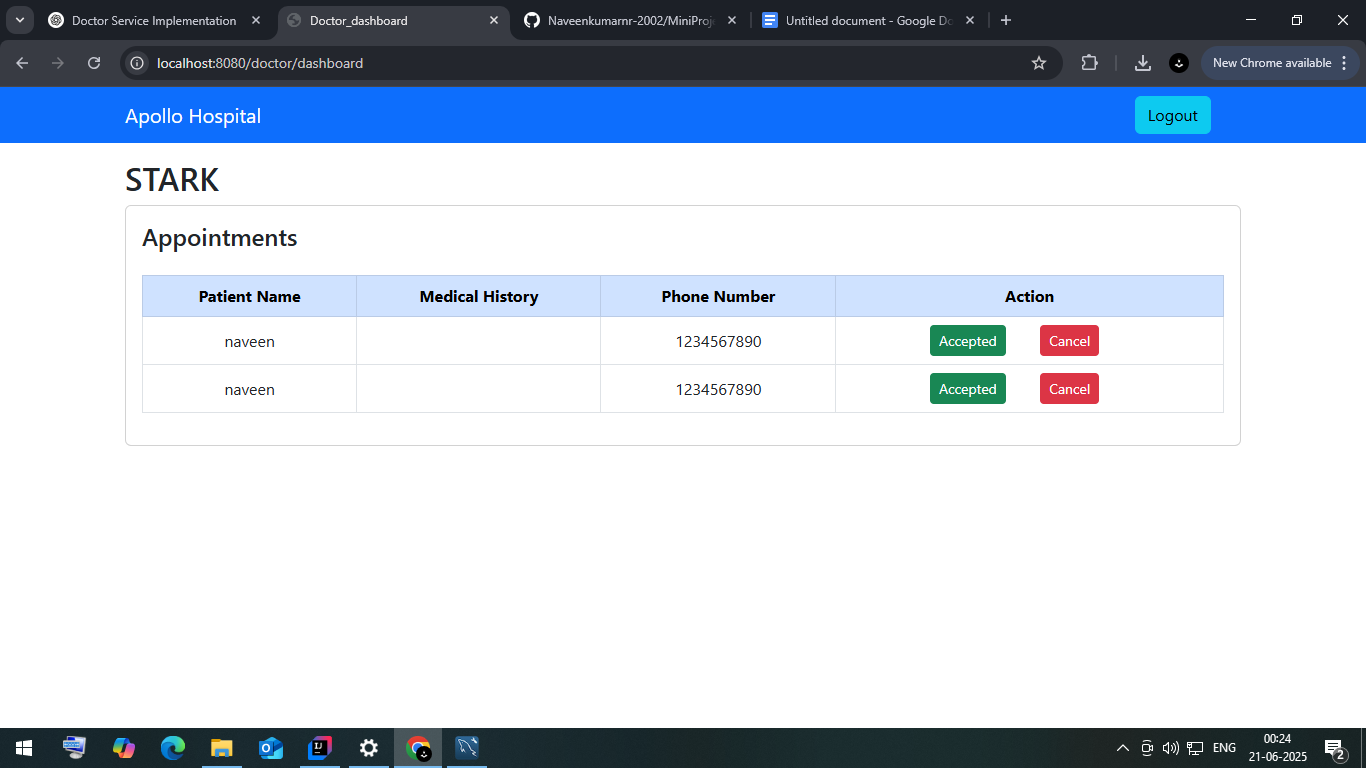 Doctor Service Implementation
Doctor_dashboard
Naveenkumarnr-2002/MiniProj
Untitled document - Google Do
localhost:8080/doctor/dashboard
New Chrome available
Apollo Hospital
Logout
STARK
Appointments
Patient Name Medical History Phone Number Action
naveen 1234567890 Accepted Cancel
naveen 1234567890 Accepted Cancel
ENG
00:24
21-06-2025
2